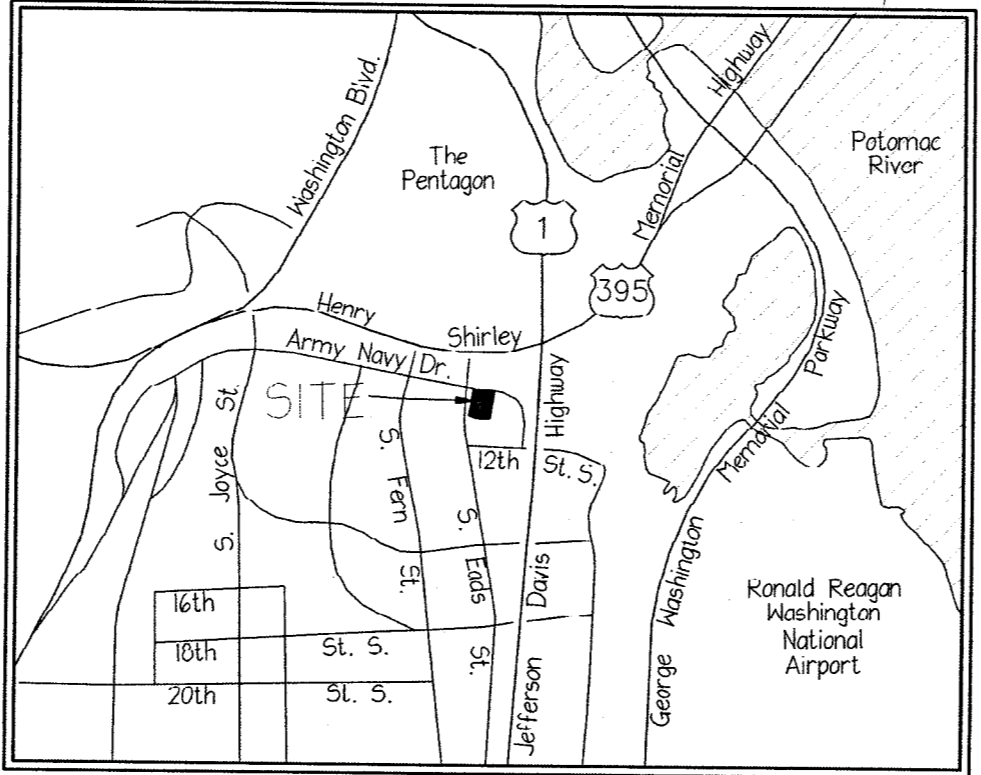 Washington Blvd.
The
Pentagon
Memorial Highway
Potomac
River
1
395
Henry Shirley
Army Navy Dr.
SITE
S. Joyce St.
S. Fern St.
S. Eads St.
12th St. S.
Jefferson Davis Highway
George Washington Memorial Parkway
16th
18th St. S.
20th St. S.
Ronald Reagan
Washington
National
Airport